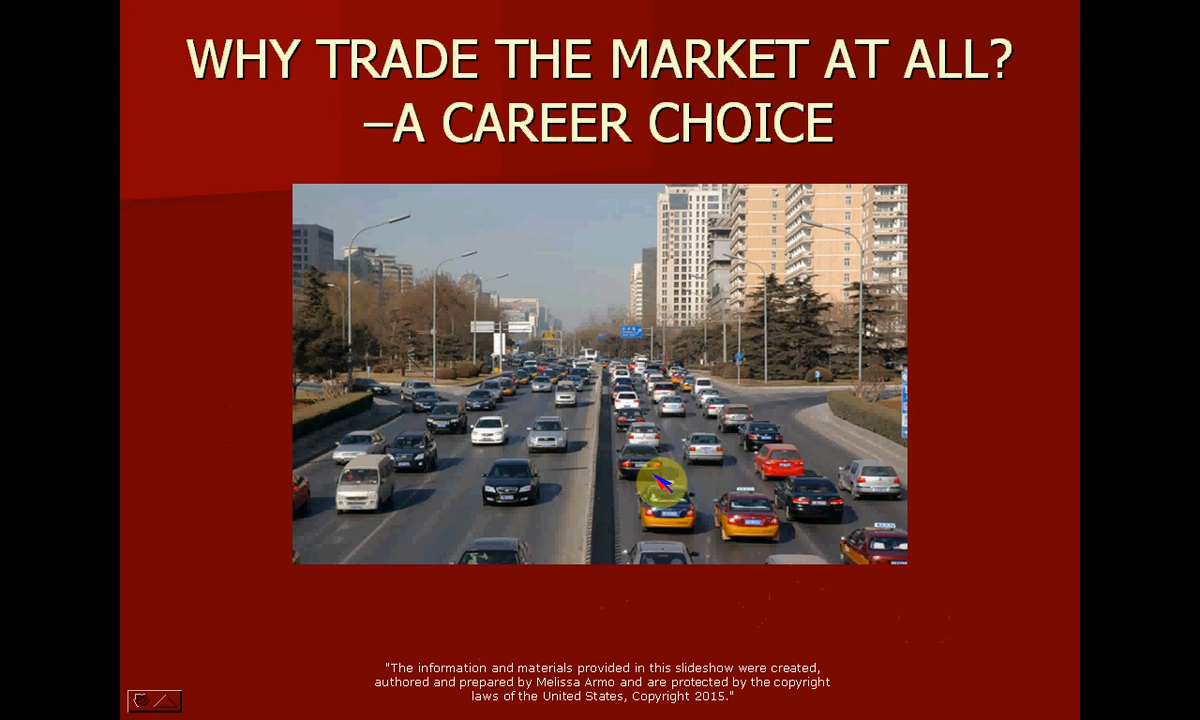 WHY TRADE THE MARKET AT ALL?
–A CAREER CHOICE
"The information and materials provided in this slideshow were created,
authored and prepared by Melissa Armo and are protected by the copyright
laws of the United States, Copyright 2015."